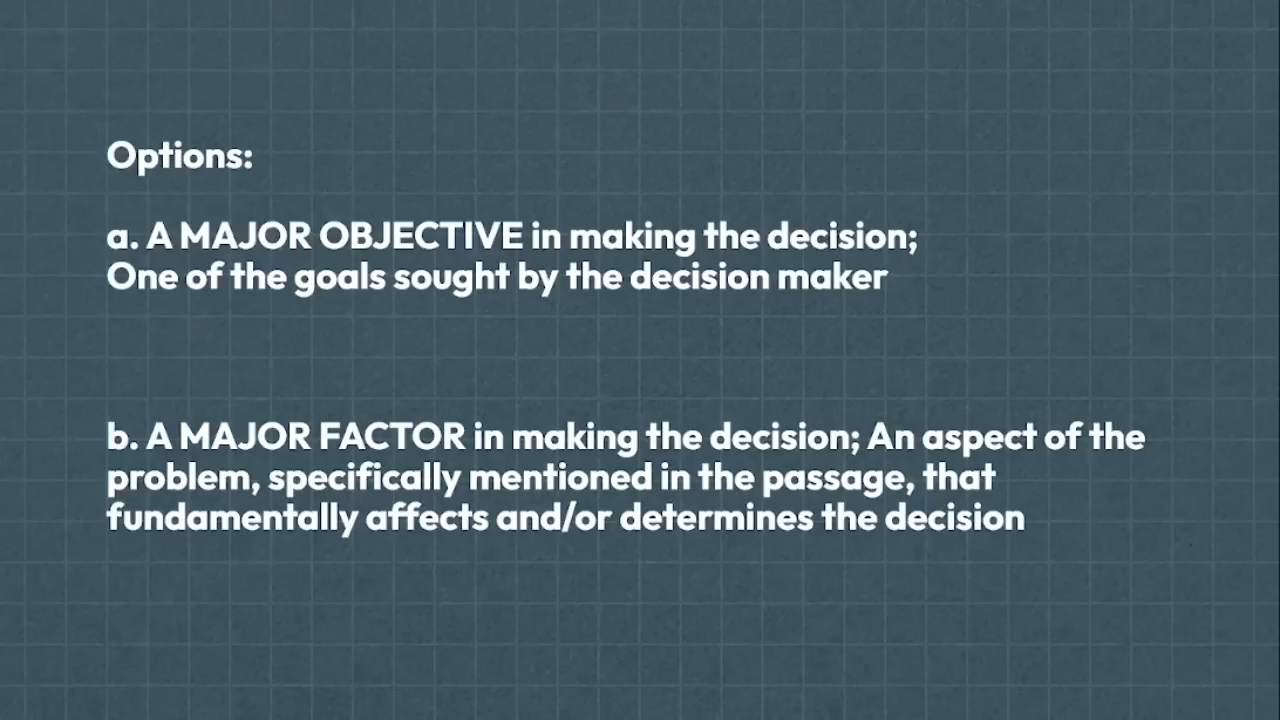 Options:
a. A MAJOR OBJECTIVE in making the decision;
One of the goals sought by the decision maker
b. A MAJOR FACTOR in making the decision; An aspect of the
problem, specifically mentioned in the passage, that
fundamentally affects and/or determines the decision